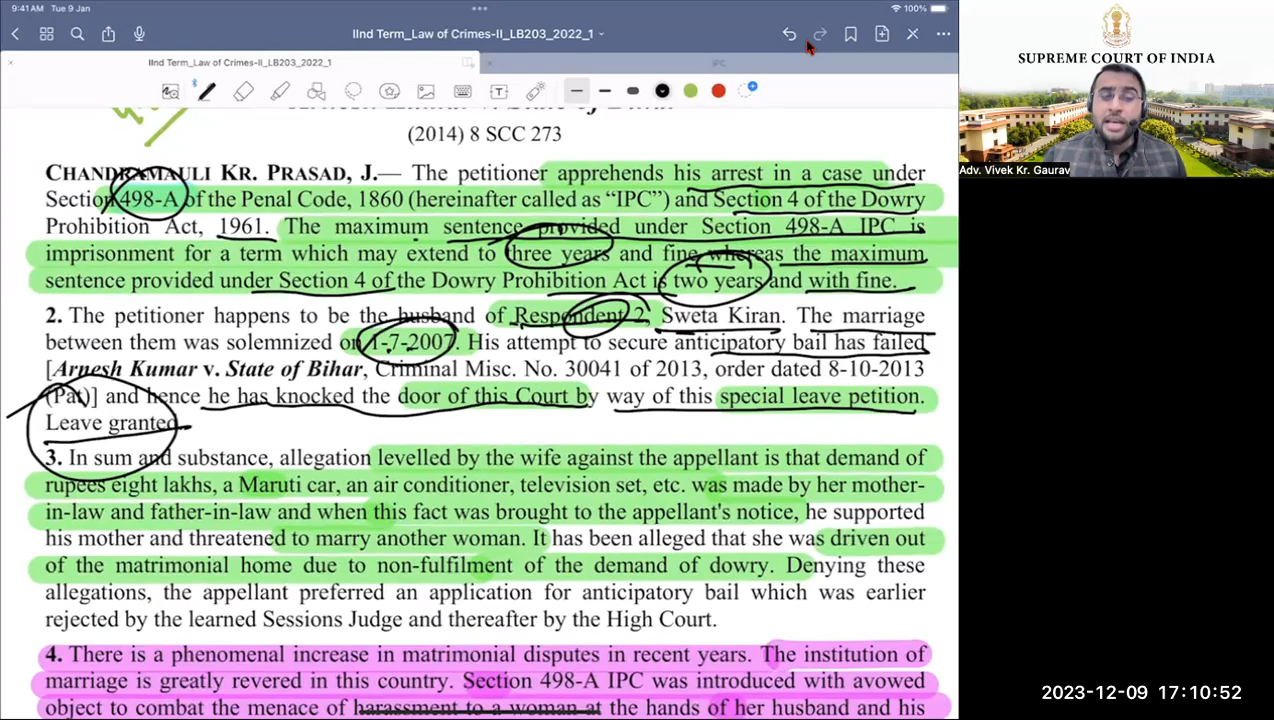 9:41 AM Tue 9 Jan
100%
IInd Term_Law of Crimes-II_LB203_2022_1
IInd Term_Law of Crimes-II_LB203_2022_1
IPC
(2014) 8 SCC 273
CHANDRAMAULI KR. PRASAD, J.— The petitioner apprehends his arrest in a case under
Section 498-A of the Penal Code, 1860 (hereinafter called as “IPC”) and Section 4 of the Dowry
Prohibition Act, 1961. The maximum sentence provided under Section 498-A IPC is
imprisonment for a term which may extend to three years and fine whereas the maximum
sentence provided under Section 4 of the Dowry Prohibition Act is two years and with fine.
2. The petitioner happens to be the husband of Respondent 2, Sweta Kiran. The marriage
between them was solemnized on 1-7-2007. His attempt to secure anticipatory bail has failed
[Arnesh Kumar v. State of Bihar, Criminal Misc. No. 30041 of 2013, order dated 8-10-2013
(Pat)] and hence he has knocked the door of this Court by way of this special leave petition.
Leave granted.
3. In sum and substance, allegation levelled by the wife against the appellant is that demand of
rupees eight lakhs, a Maruti car, an air conditioner, television set, etc. was made by her mother-
in-law and father-in-law and when this fact was brought to the appellant's notice, he supported
his mother and threatened to marry another woman. It has been alleged that she was driven out
of the matrimonial home due to non-fulfilment of the demand of dowry. Denying these
allegations, the appellant preferred an application for anticipatory bail which was earlier
rejected by the learned Sessions Judge and thereafter by the High Court.
4. There is a phenomenal increase in matrimonial disputes in recent years. The institution of
marriage is greatly revered in this country. Section 498-A IPC was introduced with avowed
object to combat the menace of harassment to a woman at the hands of her husband and his
SUPREME COURT OF INDIA
Adv. Vivek Kr. Gaurav
2023-12-09 17:10:52